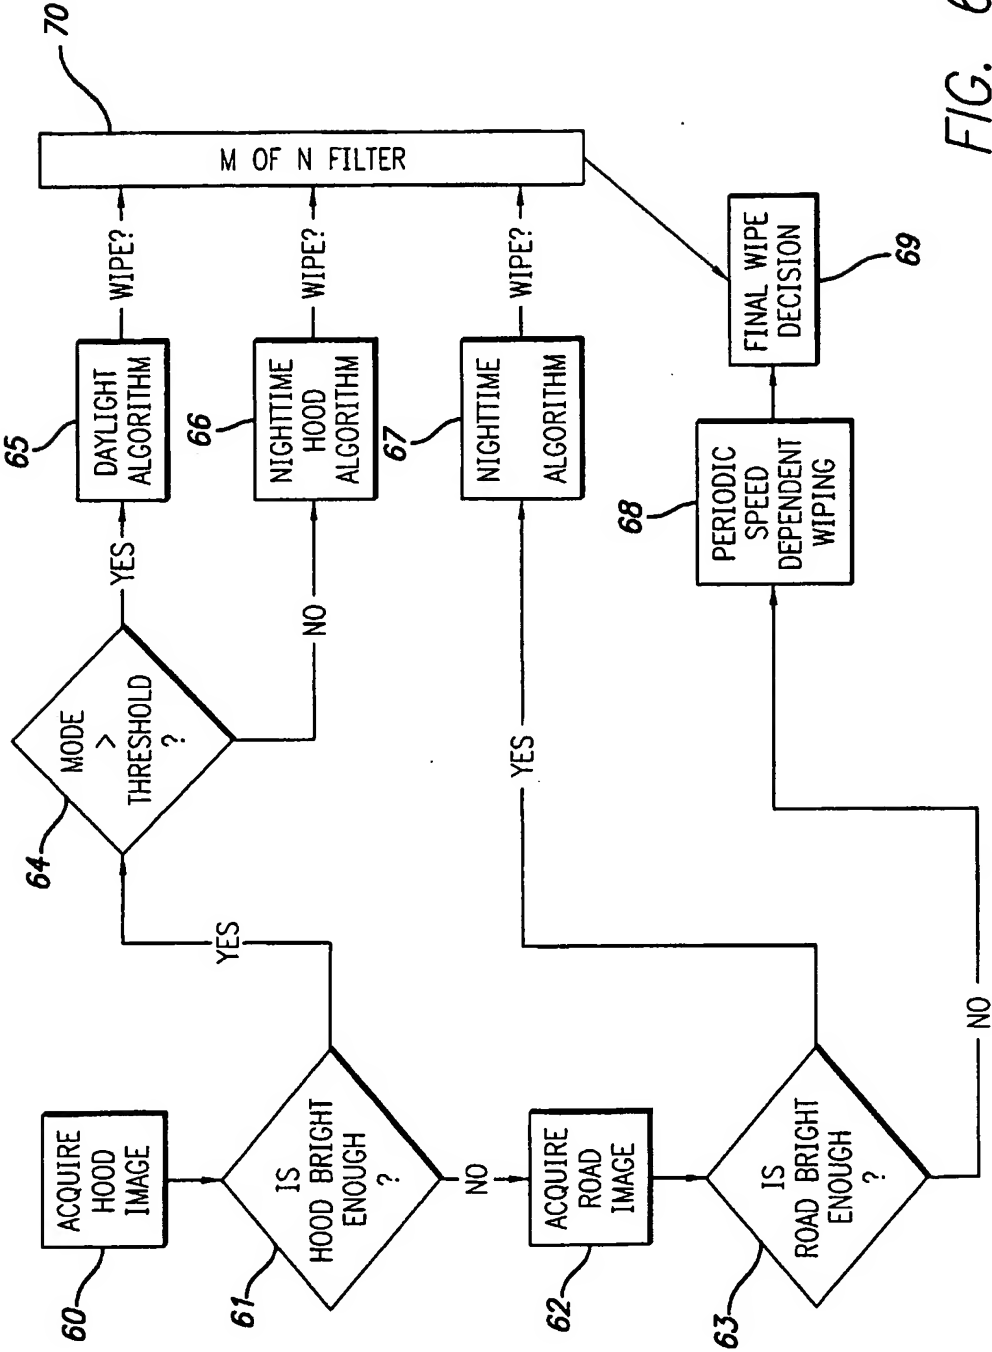 60
ACQUIRE
HOOD
IMAGE
61
IS
HOOD BRIGHT
ENOUGH
?
YES
NO
62
ACQUIRE
ROAD
IMAGE
63
IS
ROAD BRIGHT
ENOUGH
?
YES
NO
64
MODE
>
THRESHOLD
?
YES
NO
65
DAYLIGHT
ALGORITHM
WIPE?
66
NIGHTTIME
HOOD
ALGORITHM
WIPE?
67
NIGHTTIME
ALGORITHM
WIPE?
70
M OF N FILTER
68
PERIODIC
SPEED
DEPENDENT
WIPING
69
FINAL WIPE
DECISION
FIG. 6